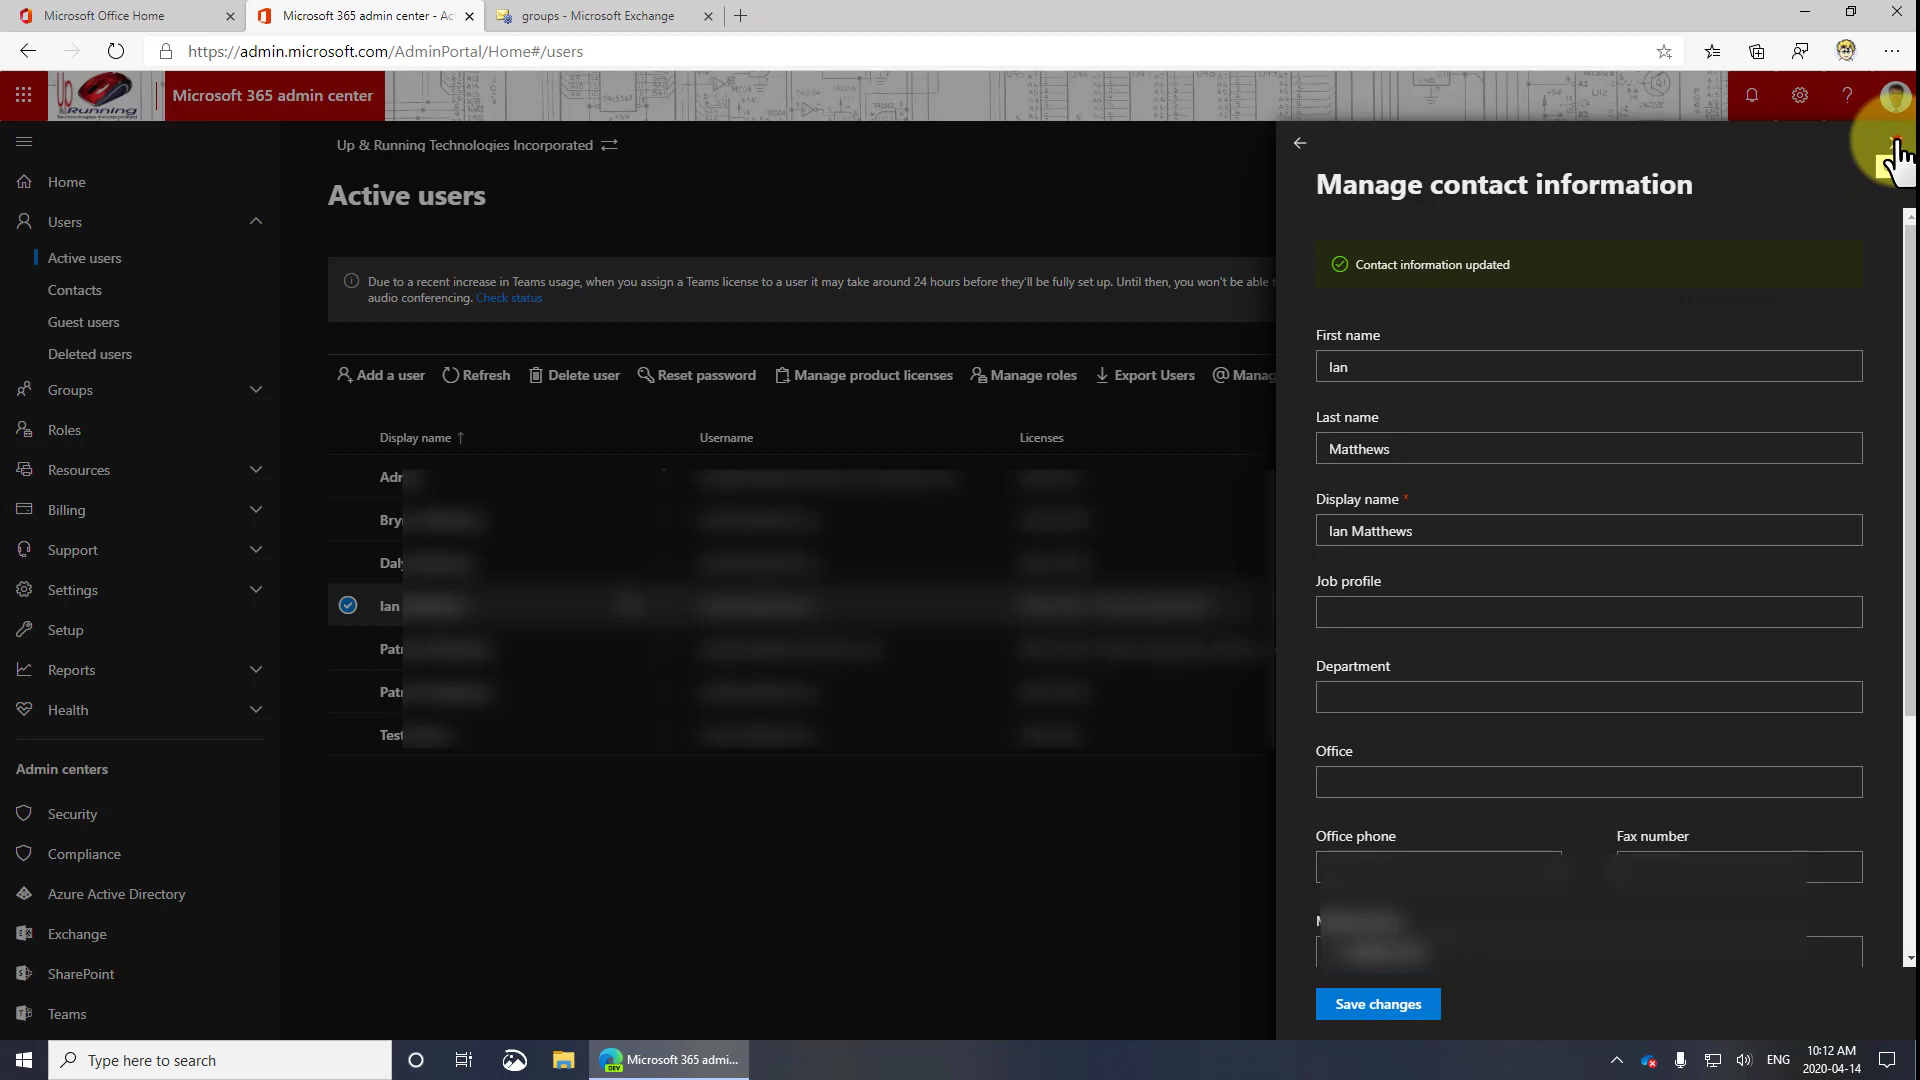 Microsoft Office Home
Microsoft 365 admin center - Ac
groups - Microsoft Exchange
https://admin.microsoft.com/AdminPortal/Home#/users
Up Running
Technologies Incorporated
Microsoft 365 admin center
Home
Users
Active users
Contacts
Guest users
Deleted users
Groups
Roles
Resources
Billing
Support
Settings
Setup
Reports
Health
Admin centers
Security
Compliance
Azure Active Directory
Exchange
SharePoint
Teams
Up & Running Technologies Incorporated
Active users
Due to a recent increase in Teams usage, when you assign a Teams license to a user it may take around 24 hours before they'll be fully set up. Until then, you won't be able
audio conferencing. Check status
Add a user Refresh Delete user Reset password Manage product licenses Manage roles Export Users Manag
Display name ↑ Username Licenses
Adr
Bry
Daly
Ian
Pat
Pat
Test
Manage contact information
Contact information updated
First name
Ian
Last name
Matthews
Display name *
Ian Matthews
Job profile
Department
Office
Office phone Fax number
Save changes
Type here to search
DEV
Microsoft 365 admi...
ENG
10:12 AM
2020-04-14